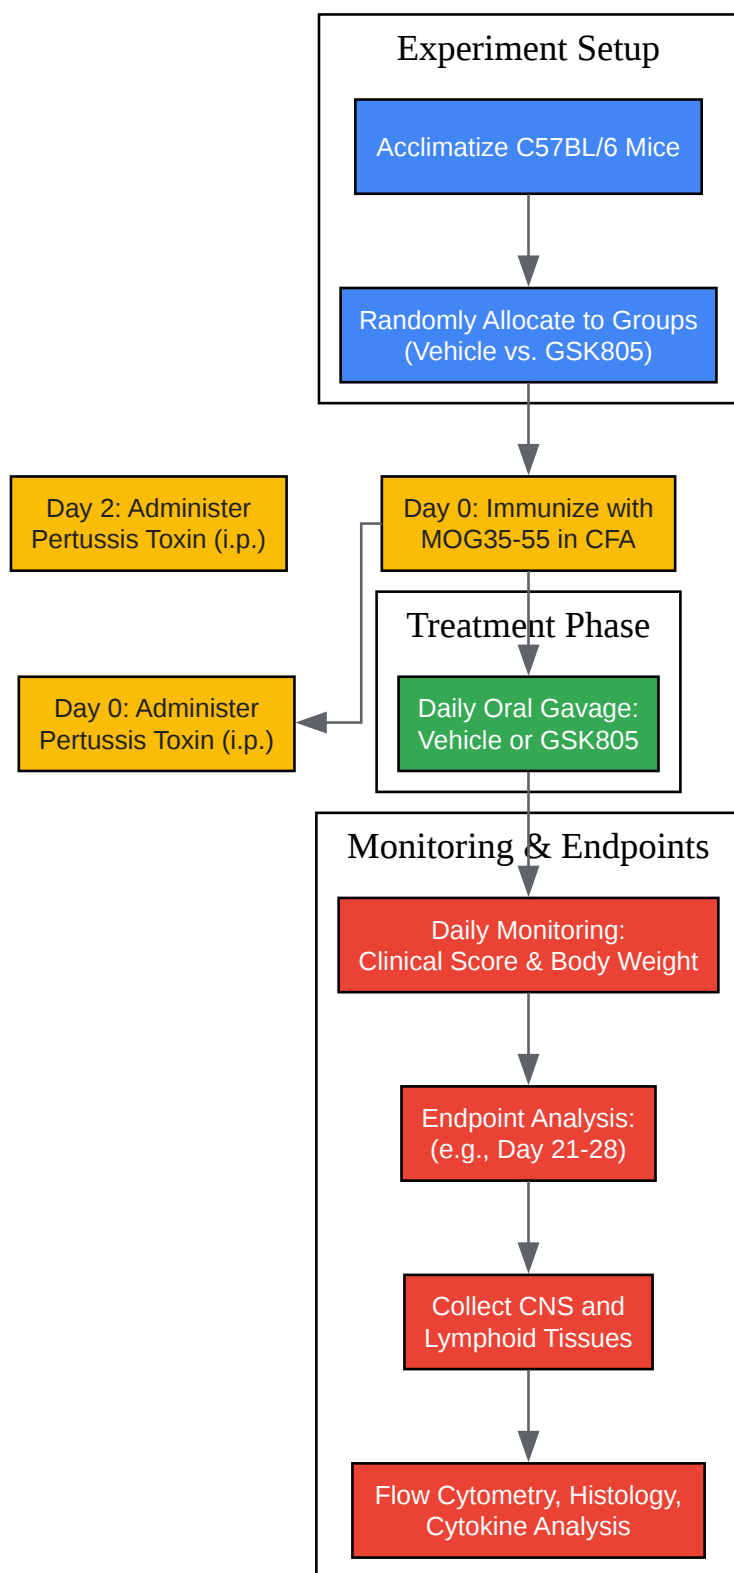 Experiment Setup
Acclimatize C57BL/6 Mice
Randomly Allocate to Groups
(Vehicle vs. GSK805)
Day 2: Administer
Pertussis Toxin (i.p.)
Day 0: Immunize with
MOG35-55 in CFA
Treatment Phase
Day 0: Administer
Pertussis Toxin (i.p.)
Daily Oral Gavage:
Vehicle or GSK805
Monitoring & Endpoints
Daily Monitoring:
Clinical Score & Body Weight
Endpoint Analysis:
(e.g., Day 21-28)
Collect CNS and
Lymphoid Tissues
Flow Cytometry, Histology,
Cytokine Analysis